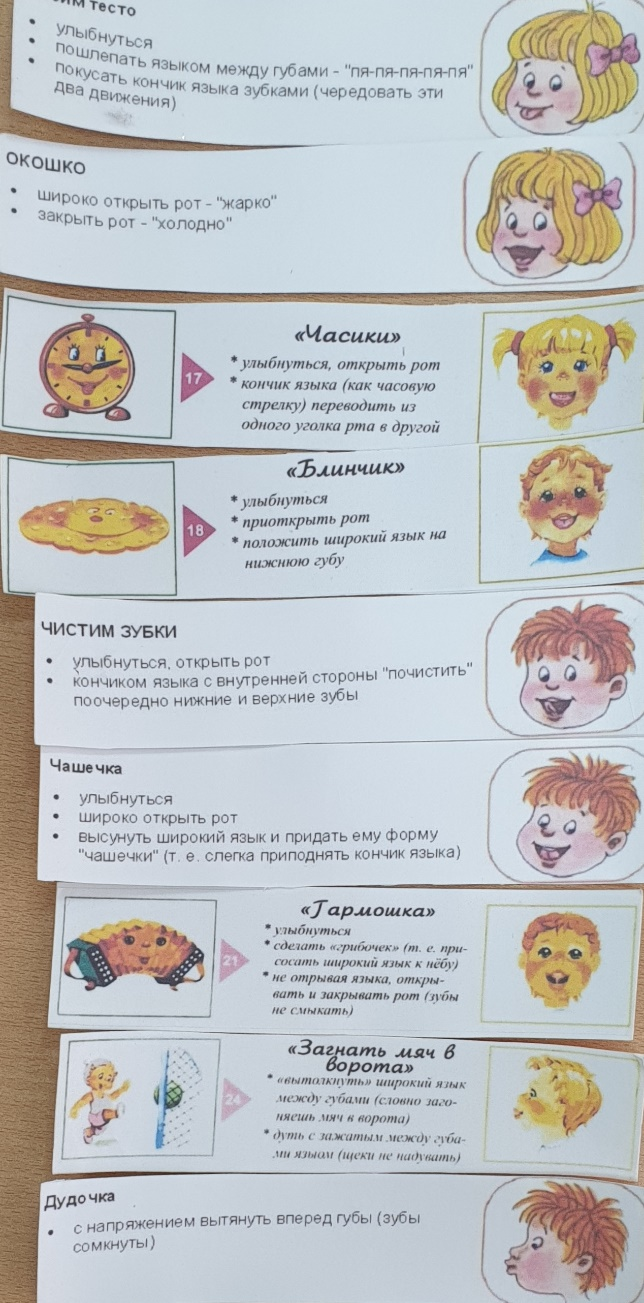 тесто
• улыбнуться
• пошлепать языком между губами - "пя-пя-пя-пя-пя"
• покусать кончик языка зубками (чередовать эти
два движения)
ОКОШКО
• широко открыть рот - "жарко"
• закрыть рот - "холодно"
«Часики»
17
* улыбнуться, открыть рот
* кончик языка (как часовую
стрелку) переводить из
одного уголка рта в другой
«Блинчик»
18
* улыбнуться
* приоткрыть рот
* положить широкий язык на
нижнюю губу
ЧИСТИМ ЗУБКИ
• улыбнуться, открыть рот
• кончиком языка с внутренней стороны "почистить"
поочередно нижние и верхние зубы
Чашечка
• улыбнуться
• широко открыть рот
• высунуть широкий язык и придать ему форму
"чашечки" (т. е. слегка приподнять кончик языка)
«Гармошка»
21
* улыбнуться
* сделать «грибочек» (т. е. при-
сосать широкий язык к нёбу)
* не отрывая языка, откры-
вать и закрывать рот (зубы
не смыкать)
«Загнать мяч в
ворота»
24
* «вытолкнуть» широкий язык
между губами (словно заго-
няешь мяч в ворота)
* дуть с зажатым между губа-
ми языом (щеки не надувать)
Дудочка
• с напряжением вытянуть вперед губы (зубы
сомкнуты)